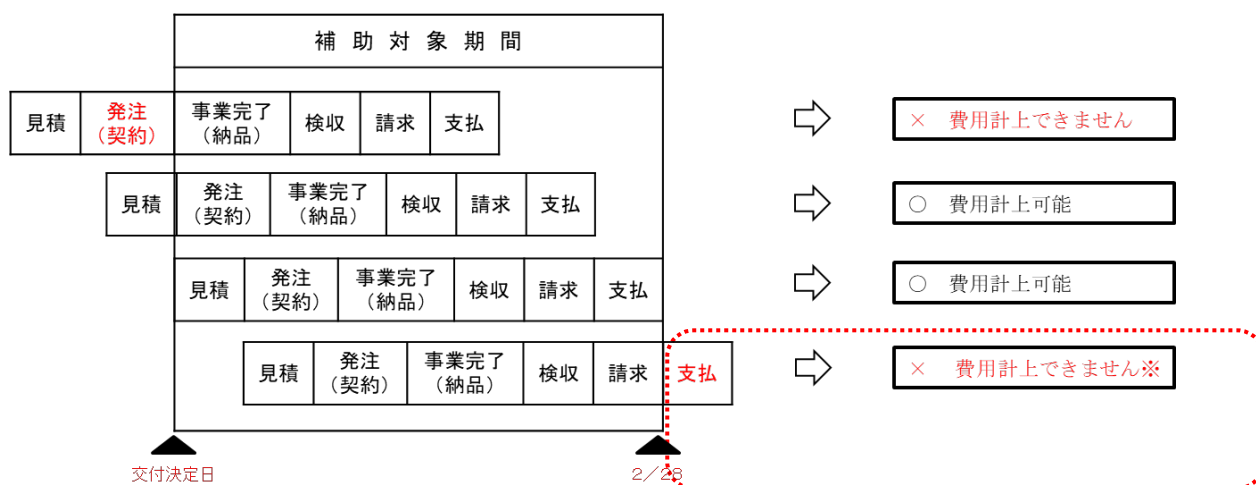 補助対象期間
見積 発注（契約） 事業完了（納品） 検収 請求 支払 × 費用計上できません
見積 発注（契約） 事業完了（納品） 検収 請求 支払 ○ 費用計上可能
見積 発注（契約） 事業完了（納品） 検収 請求 支払 ○ 費用計上可能
見積 発注（契約） 事業完了（納品） 検収 請求 支払 × 費用計上できません※
交付決定日 2／28